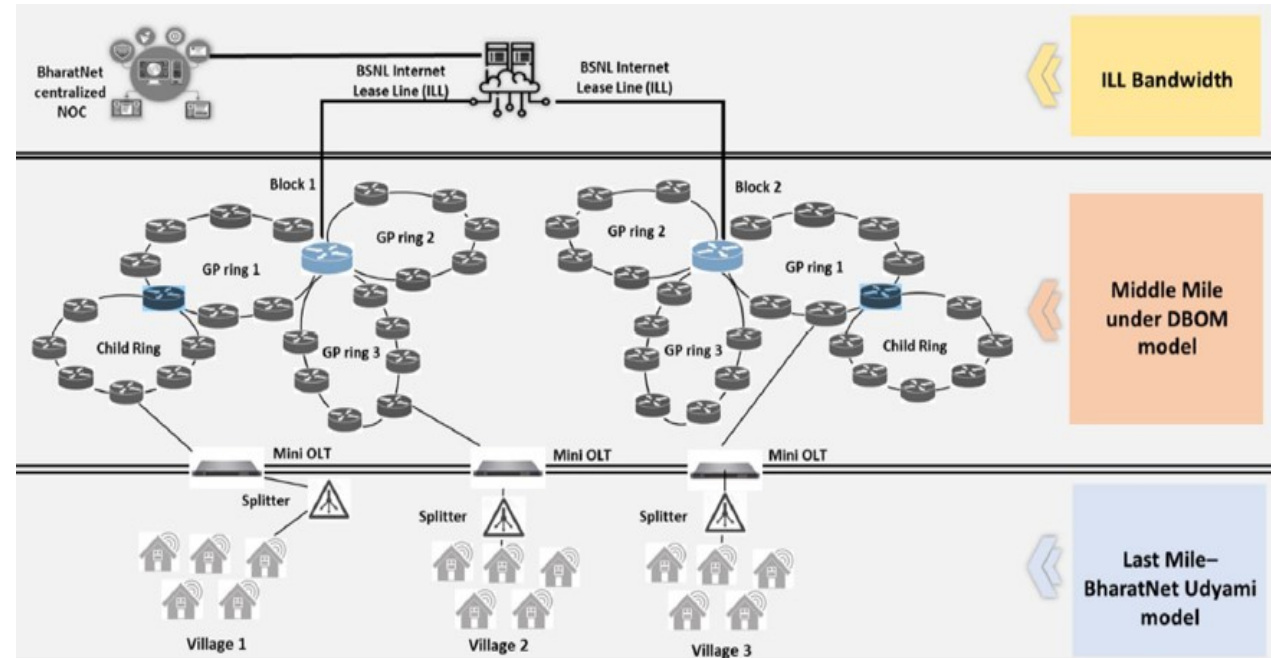 BharatNet
centralized
NOC
BSNL Internet
Lease Line (ILL)
BSNL Internet
Lease Line (ILL)
ILL Bandwidth
Block 1
Block 2
GP ring 1
GP ring 2
GP ring 2
GP ring 1
Child Ring
GP ring 3
GP ring 3
Child Ring
Middle Mile
under DBOM
model
Mini OLT
Mini OLT
Mini OLT
Splitter
Splitter
Splitter
Village 1
Village 2
Village 3
Last Mile–
BharatNet Udyami
model